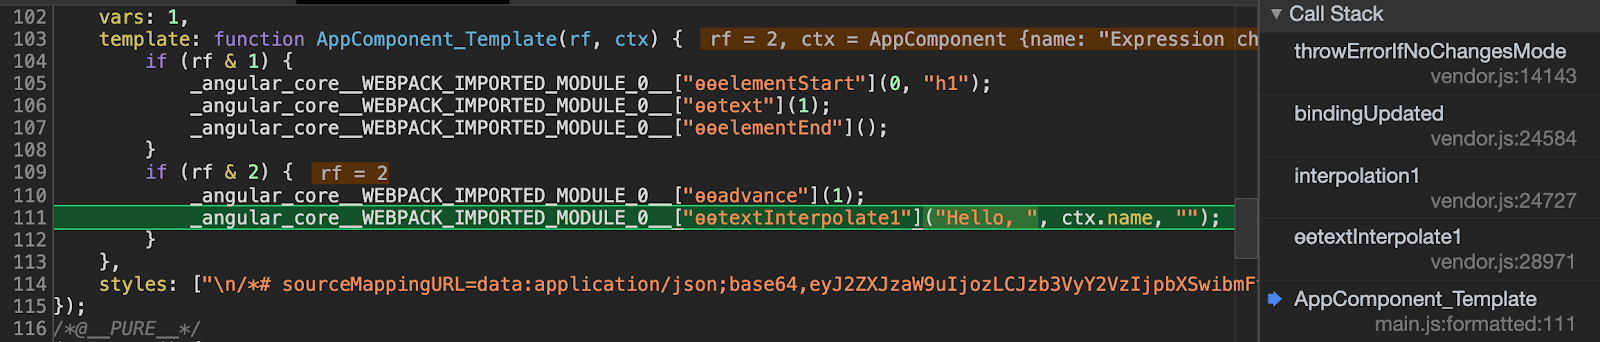 102 vars: 1,
103 template: function AppComponent_Template(rf, ctx) { rf = 2, ctx = AppComponent {name: "Expression ch
104 if (rf & 1) {
105 _angular_core__WEBPACK_IMPORTED_MODULE_0__["ɵɵelementStart"](0, "h1");
106 _angular_core__WEBPACK_IMPORTED_MODULE_0__["ɵɵtext"](1);
107 _angular_core__WEBPACK_IMPORTED_MODULE_0__["ɵɵelementEnd"]();
108 }
109 if (rf & 2) { rf = 2
110 _angular_core__WEBPACK_IMPORTED_MODULE_0__["ɵɵadvance"](1);
111 _angular_core__WEBPACK_IMPORTED_MODULE_0__["ɵɵtextInterpolate1"]("Hello, ", ctx.name, "");
112 }
113 },
114 styles: ["\n/*# sourceMappingURL=data:application/json;base64,eyJ2ZXJzaW9uIjozLCJzb3VyY2VzIjpbXSwibmF
115 });
116 /*@__PURE__*/
▼ Call Stack
throwErrorIfNoChangesMode
vendor.js:14143
bindingUpdated
vendor.js:24584
interpolation1
vendor.js:24727
ɵɵtextInterpolate1
vendor.js:28971
AppComponent_Template
main.js:formatted:111